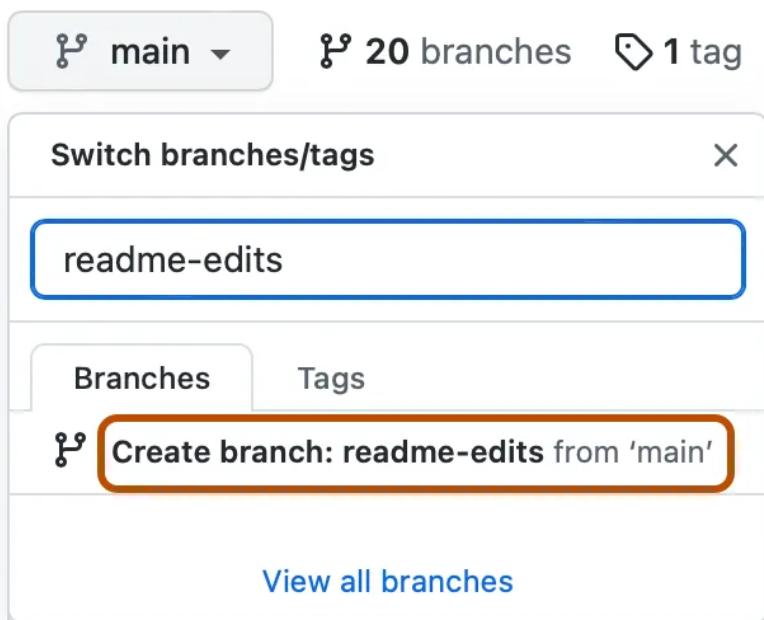 main 20 branches 1 tag
Switch branches/tags
readme-edits
Branches Tags
Create branch: readme-edits from ‘main’
View all branches